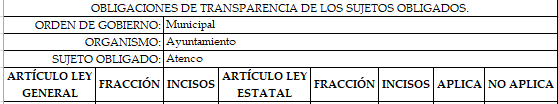 OBLIGACIONES DE TRANSPARENCIA DE LOS SUJETOS OBLIGADOS.
ORDEN DE GOBIERNO: Municipal
ORGANISMO: Ayuntamiento
SUJETO OBLIGADO: Atenco
ARTÍCULO LEY GENERAL FRACCIÓN INCISOS ARTÍCULO LEY ESTATAL FRACCIÓN INCISOS APLICA NO APLICA